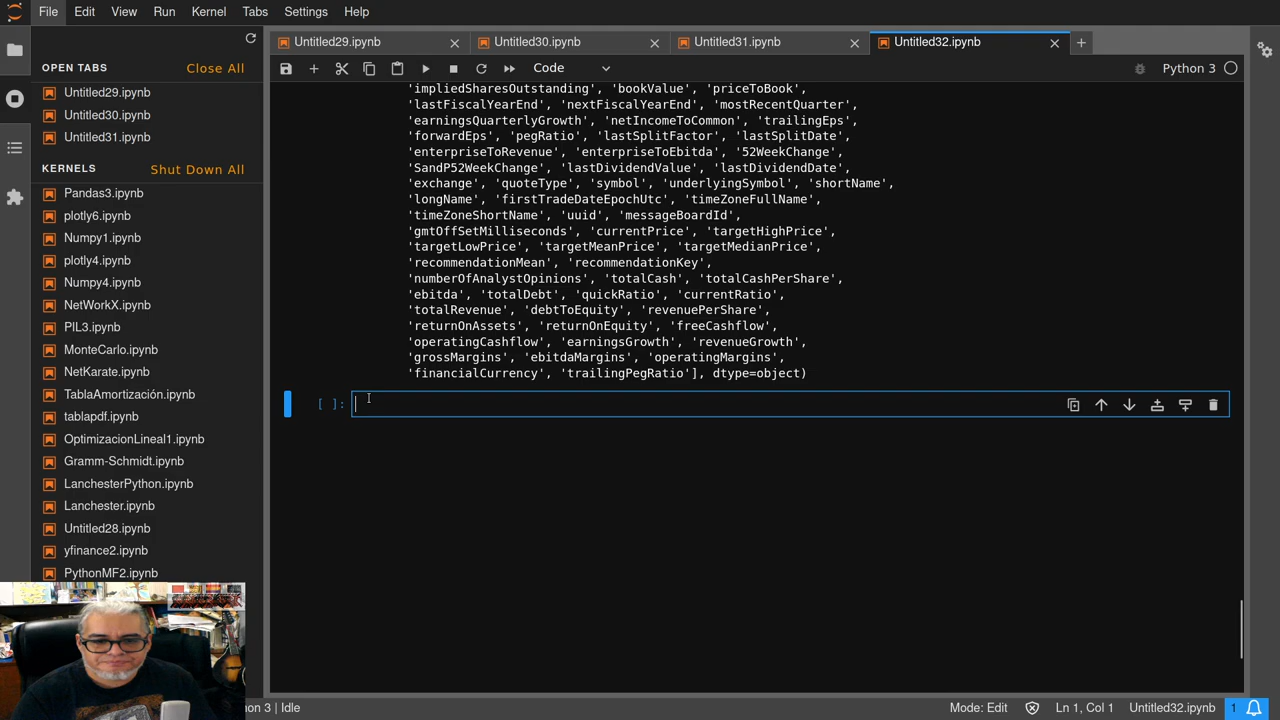 File Edit View Run Kernel Tabs Settings Help
Untitled29.ipynb Untitled30.ipynb Untitled31.ipynb Untitled32.ipynb
OPEN TABS Close All
Untitled29.ipynb
Untitled30.ipynb
Untitled31.ipynb
KERNELS Shut Down All
Pandas3.ipynb
plotly6.ipynb
Numpy1.ipynb
plotly4.ipynb
Numpy4.ipynb
NetWorkX.ipynb
PIL3.ipynb
MonteCarlo.ipynb
NetKarate.ipynb
TablaAmortización.ipynb
tablapdf.ipynb
OptimizacionLineal1.ipynb
Gramm-Schmidt.ipynb
LanchesterPython.ipynb
Lanchester.ipynb
Untitled28.ipynb
yfinance2.ipynb
PythonMF2.ipynb
Code Python 3
'impliedSharesOutstanding', 'bookValue', 'priceToBook',
'lastFiscalYearEnd', 'nextFiscalYearEnd', 'mostRecentQuarter',
'earningsQuarterlyGrowth', 'netIncomeToCommon', 'trailingEps',
'forwardEps', 'pegRatio', 'lastSplitFactor', 'lastSplitDate',
'enterpriseToRevenue', 'enterpriseToEbitda', '52WeekChange',
'SandP52WeekChange', 'lastDividendValue', 'lastDividendDate',
'exchange', 'quoteType', 'symbol', 'underlyingSymbol', 'shortName',
'longName', 'firstTradeDateEpochUtc', 'timeZoneFullName',
'timeZoneShortName', 'uuid', 'messageBoardId',
'gmtOffSetMilliseconds', 'currentPrice', 'targetHighPrice',
'targetLowPrice', 'targetMeanPrice', 'targetMedianPrice',
'recommendationMean', 'recommendationKey',
'numberOfAnalystOpinions', 'totalCash', 'totalCashPerShare',
'ebitda', 'totalDebt', 'quickRatio', 'currentRatio',
'totalRevenue', 'debtToEquity', 'revenuePerShare',
'returnOnAssets', 'returnOnEquity', 'freeCashflow',
'operatingCashflow', 'earningsGrowth', 'revenueGrowth',
'grossMargins', 'ebitdaMargins', 'operatingMargins',
'financialCurrency', 'trailingPegRatio'], dtype=object)
[ ]:
on 3 | Idle Mode: Edit Ln 1, Col 1 Untitled32.ipynb 1